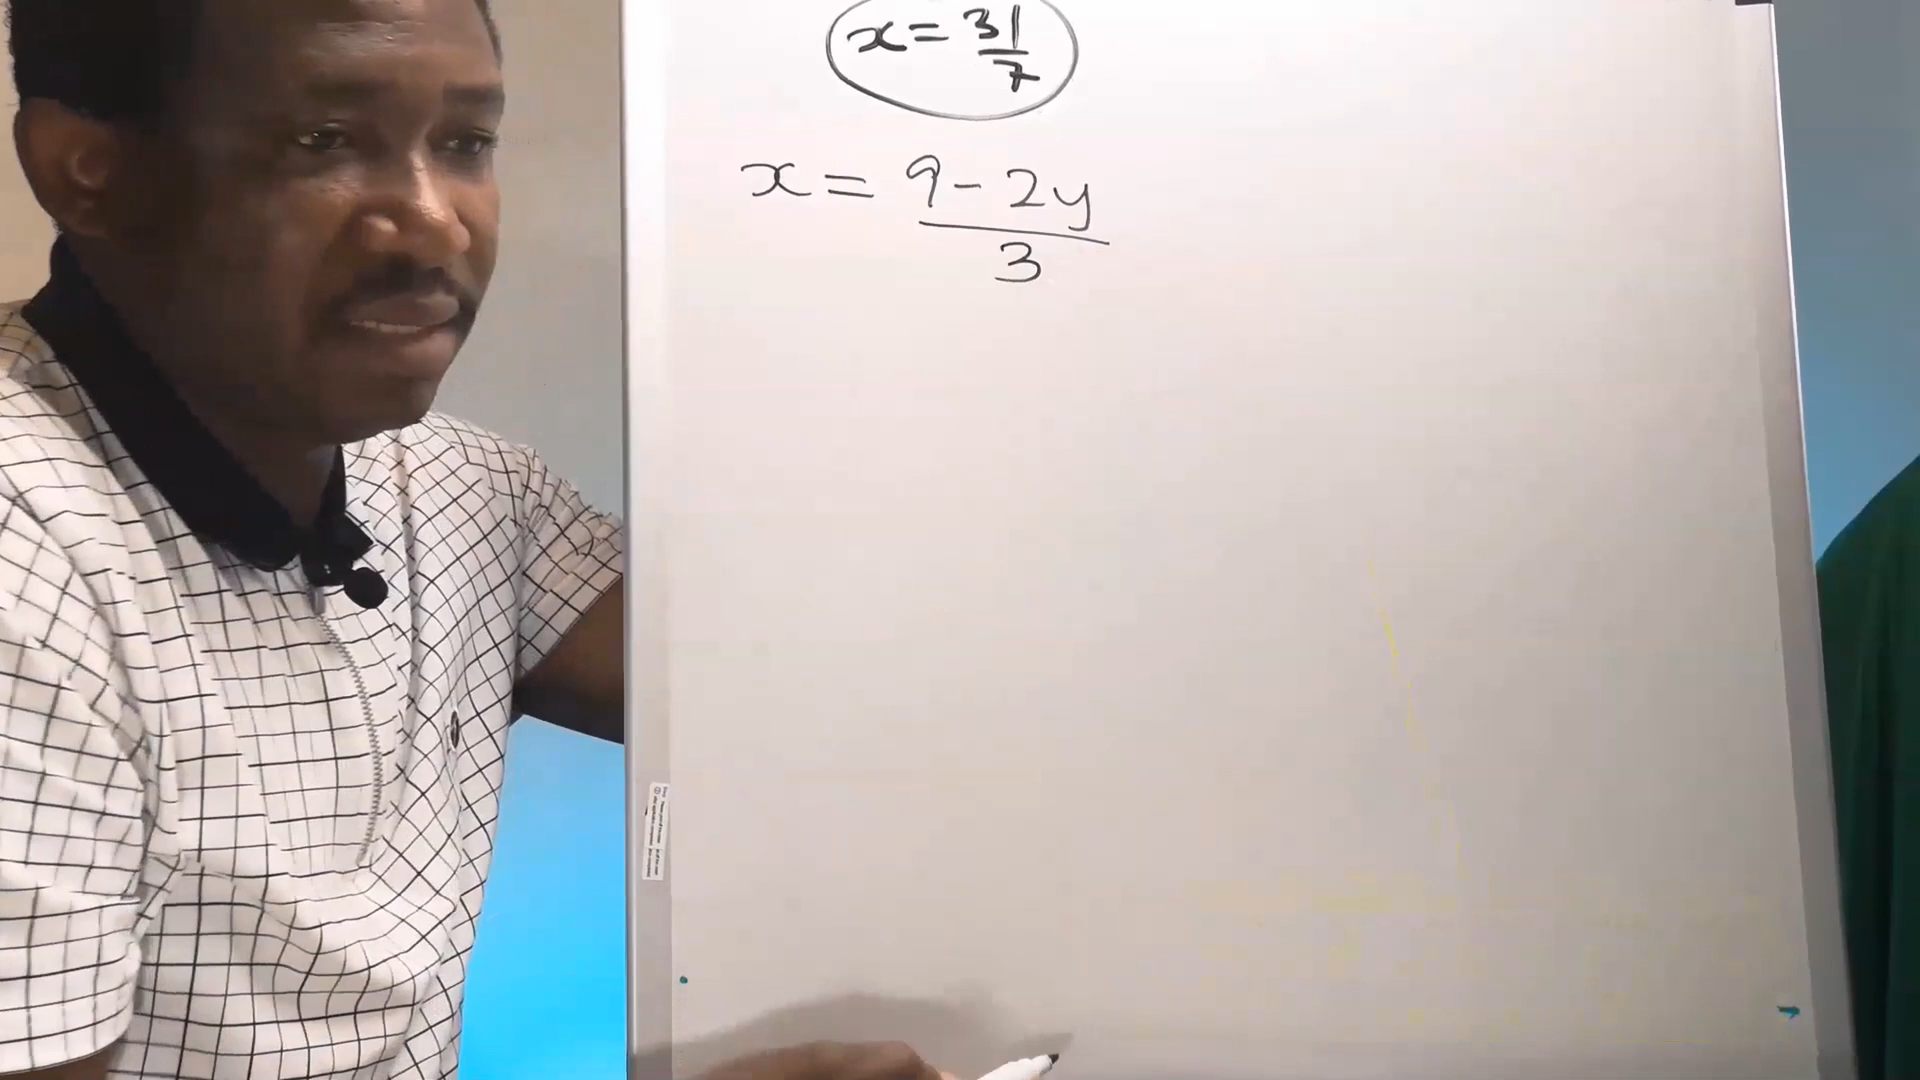 x = 31/7
x = 9 - 2y/3